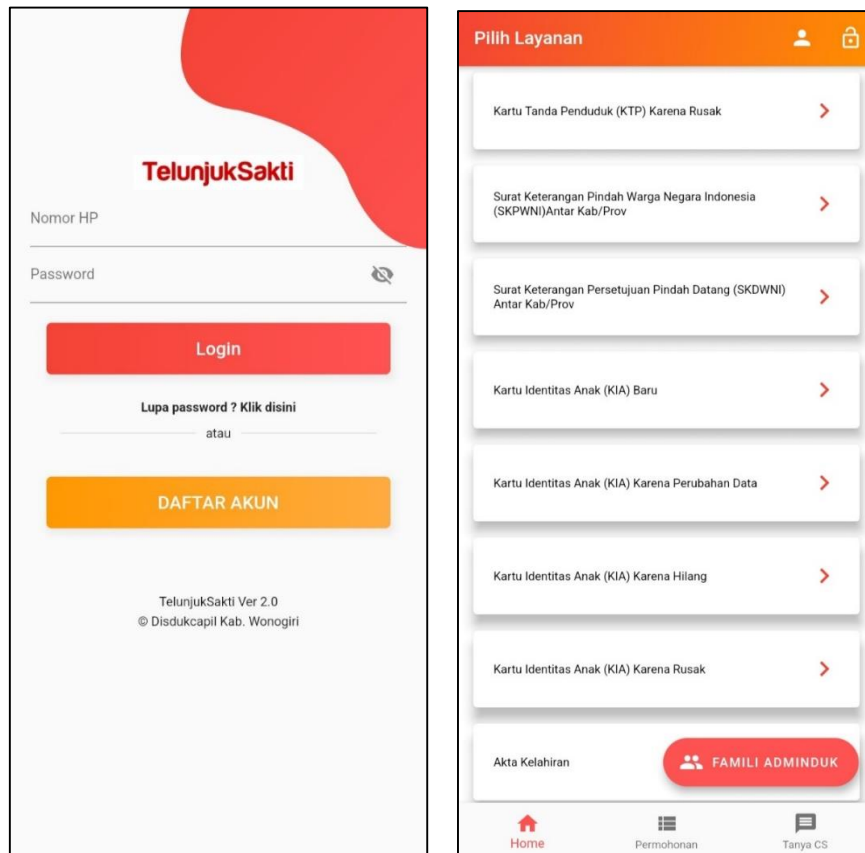 TelunjukSakti
Nomor HP
Password
Login
Lupa password ? Klik disini
atau
DAFTAR AKUN
TelunjukSakti Ver 2.0
© Disdukcapil Kab. Wonogiri
Pilih Layanan
Kartu Tanda Penduduk (KTP) Karena Rusak
Surat Keterangan Pindah Warga Negara Indonesia
(SKPWNI)Antar Kab/Prov
Surat Keterangan Persetujuan Pindah Datang (SKDWNI)
Antar Kab/Prov
Kartu Identitas Anak (KIA) Baru
Kartu Identitas Anak (KIA) Karena Perubahan Data
Kartu Identitas Anak (KIA) Karena Hilang
Kartu Identitas Anak (KIA) Karena Rusak
Akta Kelahiran
FAMILI ADMINDUK
Home
Permohonan
Tanya CS